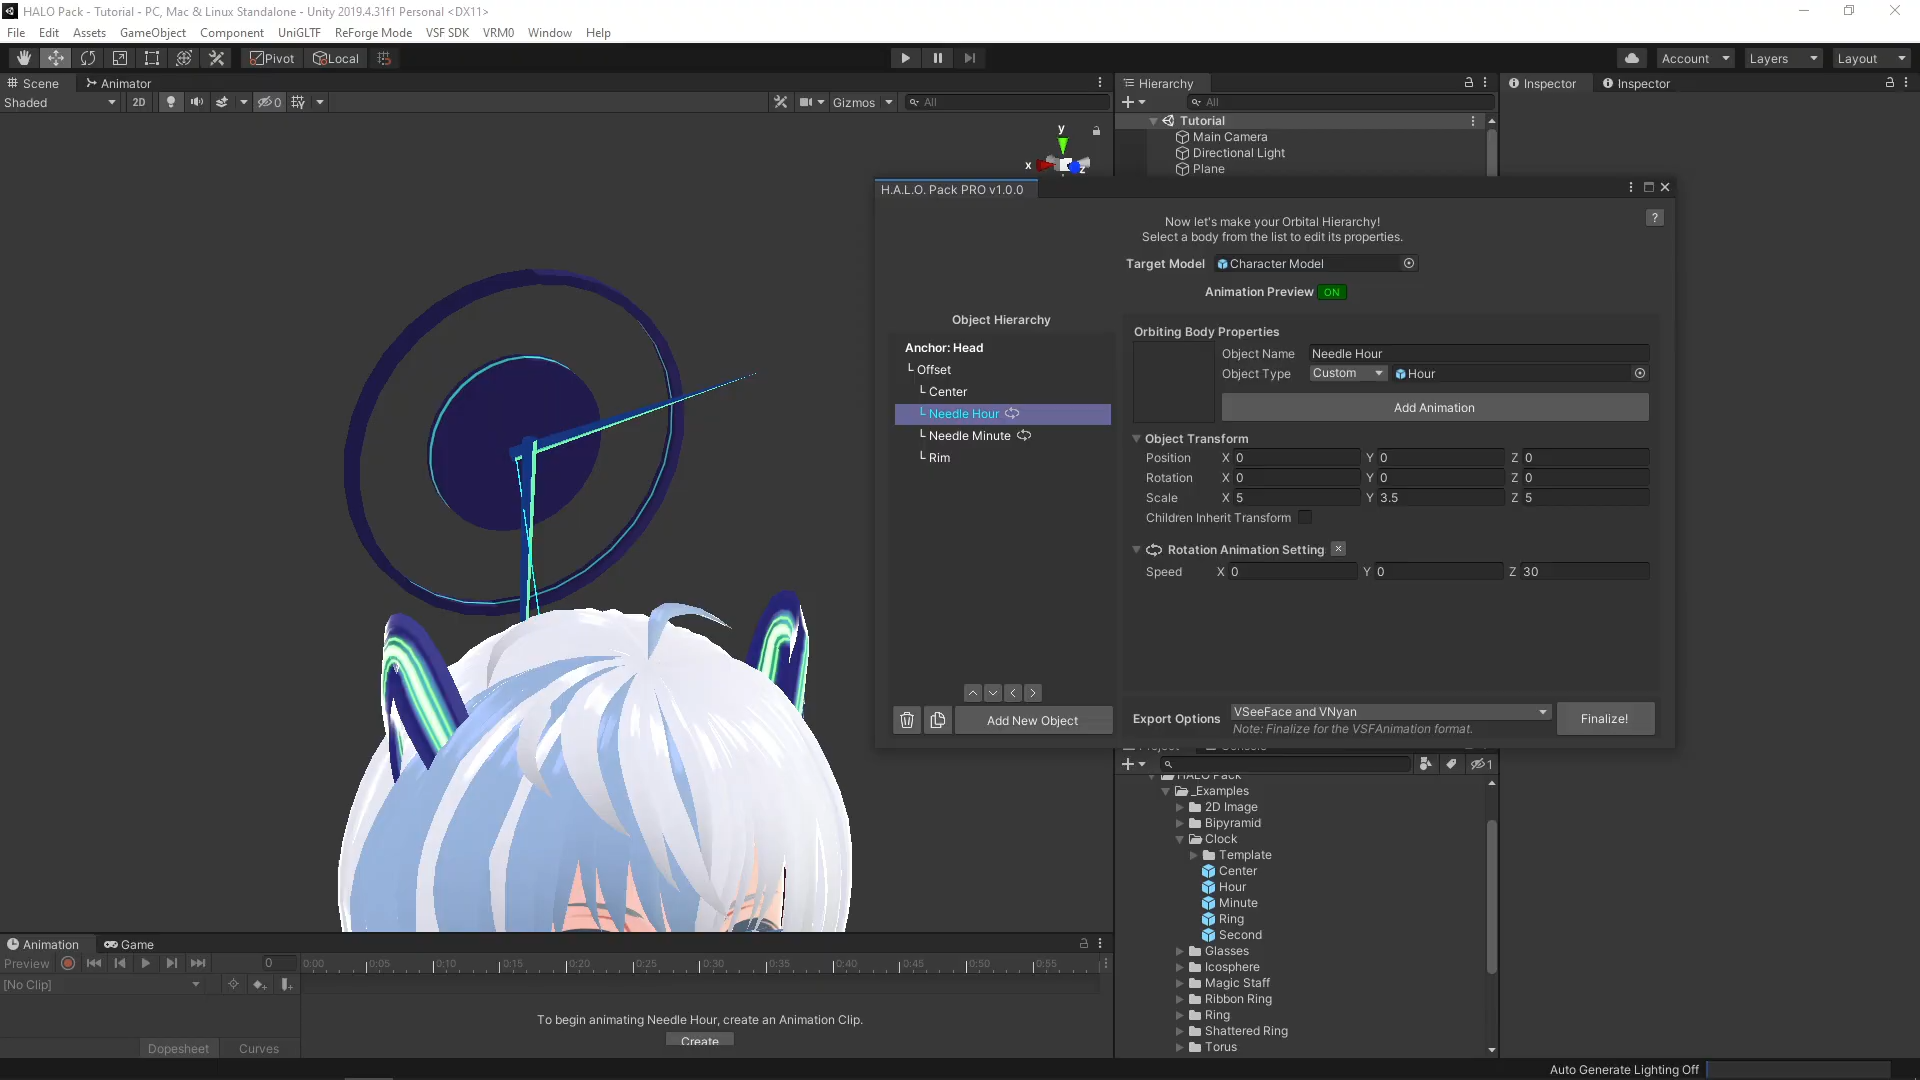 HALO Pack - Tutorial - PC, Mac & Linux Standalone - Unity 2019.4.31f1 Personal <DX11>
File Edit Assets GameObject Component UniGLTF ReForge Mode VSF SDK VRM0 Window Help
Pivot Local Account Layers Layout
Scene Animator
Shaded 2D 0 Gizmos All
y
x
z
Hierarchy
All
Tutorial
Main Camera
Directional Light
Plane
Inspector Inspector
H.A.L.O. Pack PRO v1.0.0
?
Now let's make your Orbital Hierarchy!
Select a body from the list to edit its properties.
Target Model Character Model
Animation Preview ON
Object Hierarchy
Anchor: Head
└ Offset
└ Center
└ Needle Hour
└ Needle Minute
└ Rim
Add New Object
Orbiting Body Properties
Object Name Needle Hour
Object Type Custom Hour
Add Animation
Object Transform
Position X 0 Y 0 Z 0
Rotation X 0 Y 0 Z 0
Scale X 5 Y 3.5 Z 5
Children Inherit Transform
Rotation Animation Setting
Speed X 0 Y 0 Z 30
Export Options VSeeFace and VNyan
Note: Finalize for the VSFAnimation format.
Finalize!
Project Console
1
HALO Pack
_Examples
2D Image
Bipyramid
Clock
Template
Center
Hour
Minute
Ring
Second
Glasses
Icosphere
Magic Staff
Ribbon Ring
Ring
Shattered Ring
Torus
Animation Game
Preview 0 0:00 0:05 0:10 0:15 0:20 0:25 0:30 0:35 0:40 0:45 0:50 0:55
[No Clip]
To begin animating Needle Hour, create an Animation Clip.
Create
Dopesheet Curves
Auto Generate Lighting Off